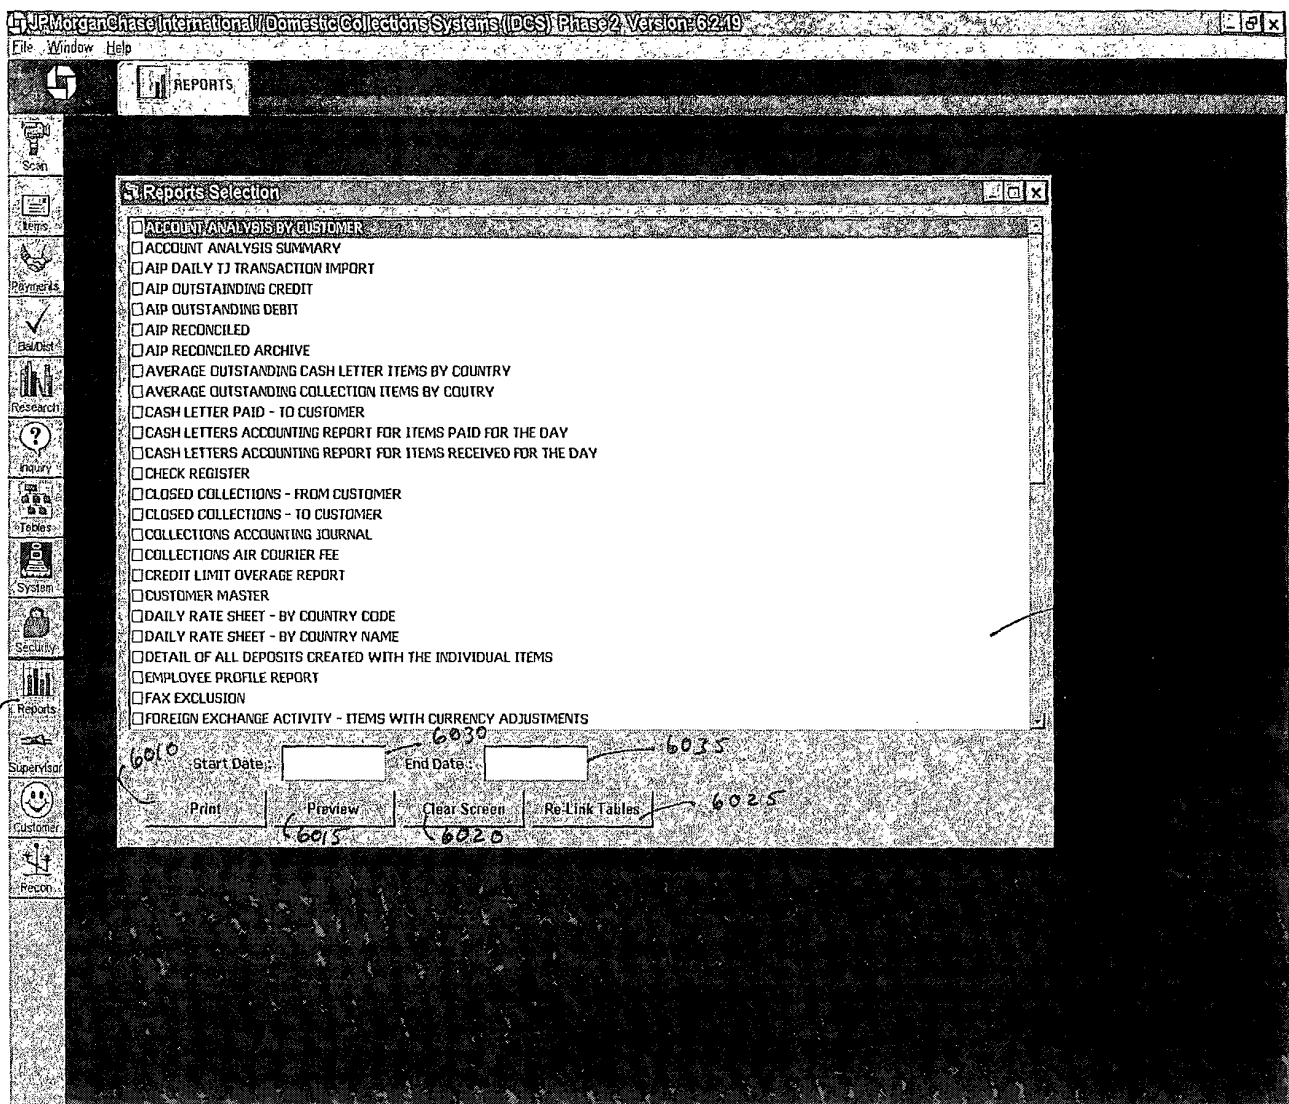 JPMorganChase International / Domestic Collections Systems (IDCS) Phase 2 Version: 6.2.19
File Window Help
REPORTS
Scan
Items
Payments
Bal/Dist
Research
Inquiry
Tables
System
Security
Reports
Supervisor
Customer
Recon
Reports Selection
ACCOUNT ANALYSIS BY CUSTOMER
ACCOUNT ANALYSIS SUMMARY
AIP DAILY TJ TRANSACTION IMPORT
AIP OUTSTAINDING CREDIT
AIP OUTSTANDING DEBIT
AIP RECONCILED
AIP RECONCILED ARCHIVE
AVERAGE OUTSTANDING CASH LETTER ITEMS BY COUNTRY
AVERAGE OUTSTANDING COLLECTION ITEMS BY COUTRY
CASH LETTER PAID - TO CUSTOMER
CASH LETTERS ACCOUNTING REPORT FOR ITEMS PAID FOR THE DAY
CASH LETTERS ACCOUNTING REPORT FOR ITEMS RECEIVED FOR THE DAY
CHECK REGISTER
CLOSED COLLECTIONS - FROM CUSTOMER
CLOSED COLLECTIONS - TO CUSTOMER
COLLECTIONS ACCOUNTING JOURNAL
COLLECTIONS AIR COURIER FEE
CREDIT LIMIT OVERAGE REPORT
CUSTOMER MASTER
DAILY RATE SHEET - BY COUNTRY CODE
DAILY RATE SHEET - BY COUNTRY NAME
DETAIL OF ALL DEPOSITS CREATED WITH THE INDIVIDUAL ITEMS
EMPLOYEE PROFILE REPORT
FAX EXCLUSION
FOREIGN EXCHANGE ACTIVITY - ITEMS WITH CURRENCY ADJUSTMENTS
6010 Start Date : 6030 End Date : 6035
Print Preview Clear Screen Re-Link Tables 6025
6015 6020